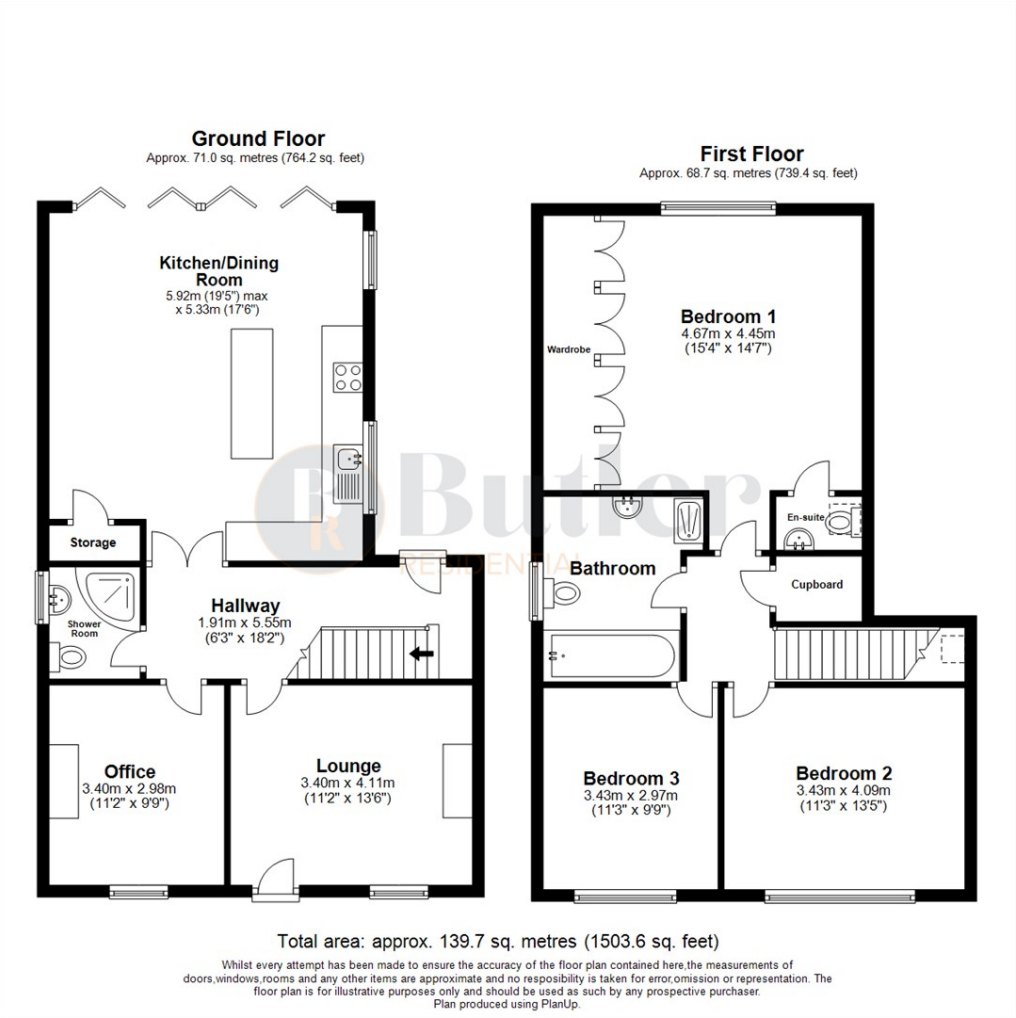 Ground Floor
Approx. 71.0 sq. metres (764.2 sq. feet)
First Floor
Approx. 68.7 sq. metres (739.4 sq. feet)
Kitchen/Dining
Room
5.92m (19'5") max
x 5.33m (17'6")
Bedroom 1
4.67m x 4.45m
(15'4" x 14'7")
Wardrobe
BR Butler
RESIDENTIAL
En-suite
Storage
Bathroom
Cupboard
Hallway
1.91m x 5.55m
(6'3" x 18'2")
Shower
Room
Office
3.40m x 2.98m
(11'2" x 9'9")
Lounge
3.40m x 4.11m
(11'2" x 13'6")
Bedroom 3
3.43m x 2.97m
(11'3" x 9'9")
Bedroom 2
3.43m x 4.09m
(11'3" x 13'5")
Total area: approx. 139.7 sq. metres (1503.6 sq. feet)
Whilst every attempt has been made to ensure the accuracy of the floor plan contained here,the measurements of
doors,windows,rooms and any other items are approximate and no resposibility is taken for error,omission or representation. The
floor plan is for illustrative purposes only and should be used as such by any prospective purchaser.
Plan produced using PlanUp.